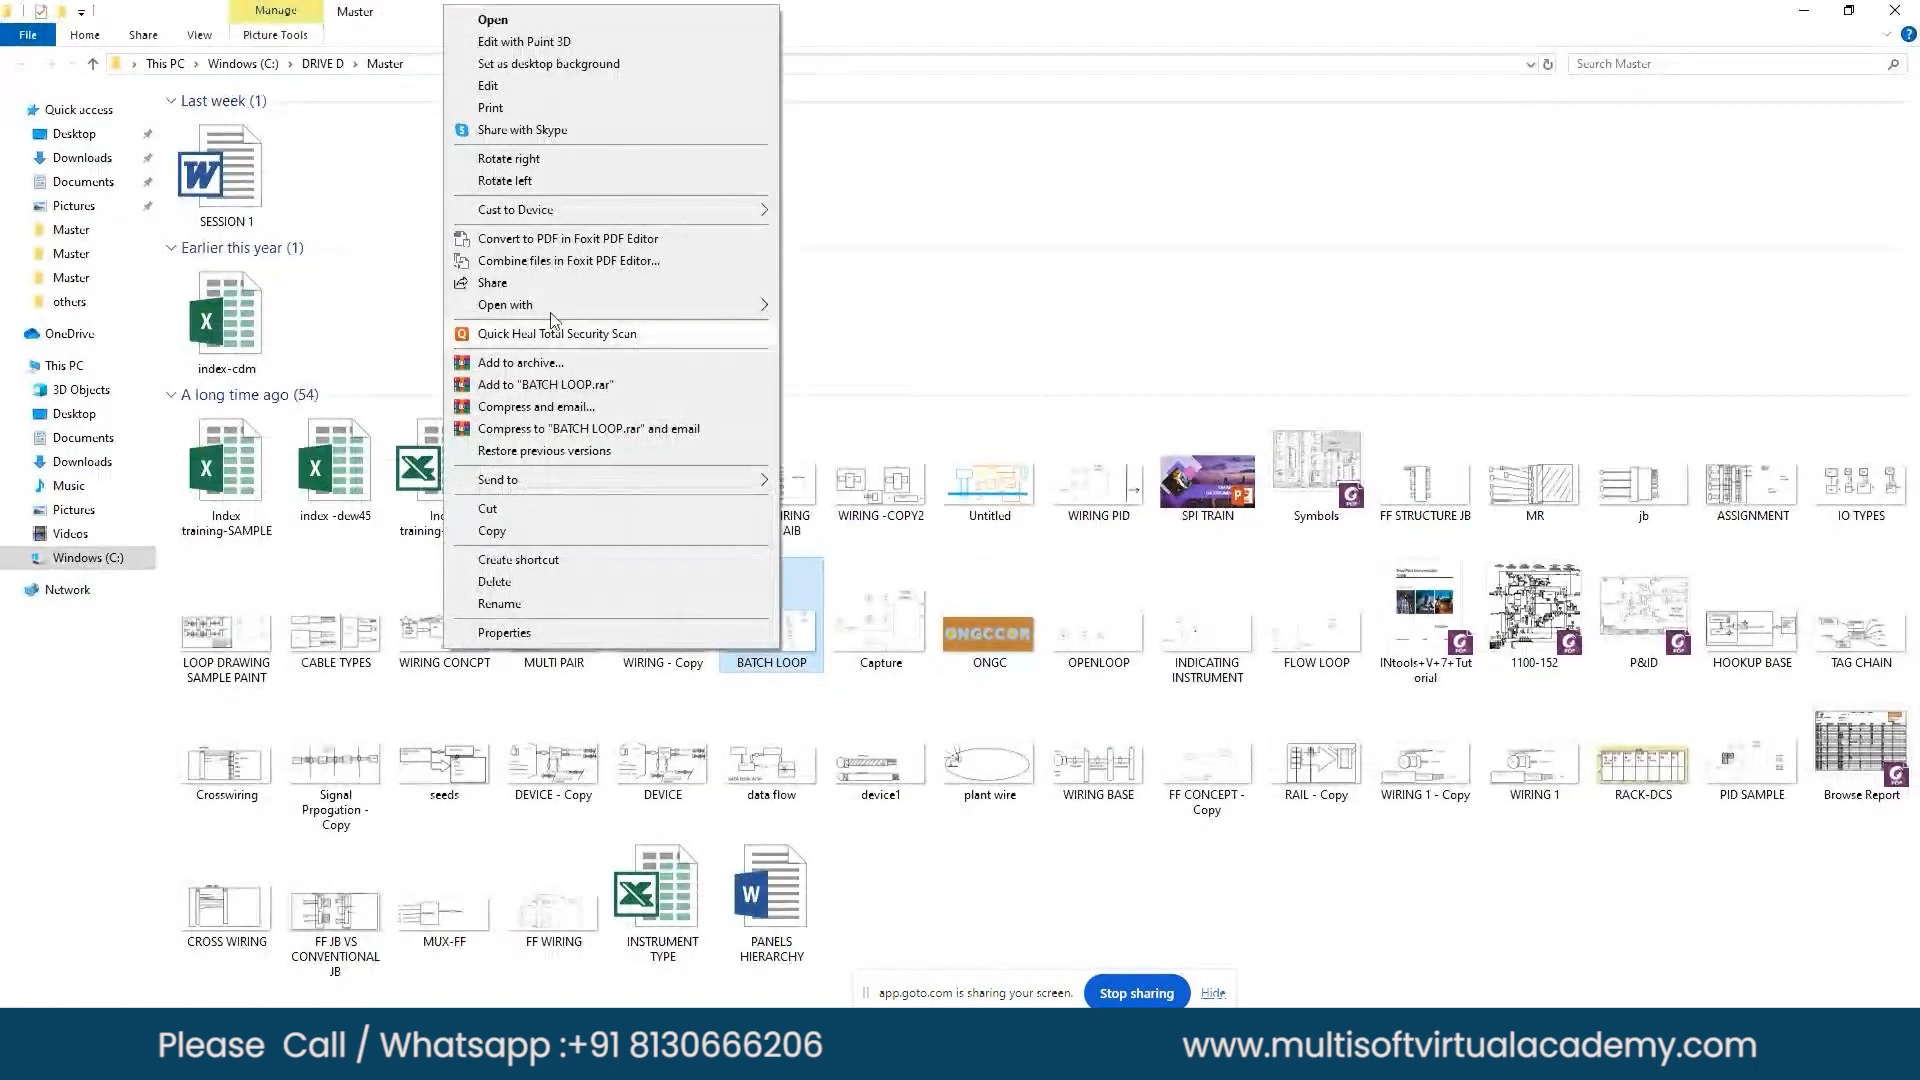 Manage
Master
File
Home
Share
View
Picture Tools
This PC
Windows (C:)
DRIVE D
Master
Search Master
Quick access
Desktop
Downloads
Documents
Pictures
Master
Master
Master
others
OneDrive
This PC
3D Objects
Desktop
Documents
Downloads
Music
Pictures
Videos
Windows (C:)
Network
Last week (1)
SESSION 1
Earlier this year (1)
index-cdm
A long time ago (54)
Open
Edit with Paint 3D
Set as desktop background
Edit
Print
Share with Skype
Rotate right
Rotate left
Cast to Device
Convert to PDF in Foxit PDF Editor
Combine files in Foxit PDF Editor...
Share
Open with
Quick Heal Total Security Scan
Add to archive...
Add to "BATCH LOOP.rar"
Compress and email...
Compress to "BATCH LOOP.rar" and email
Restore previous versions
Send to
Cut
Copy
Create shortcut
Delete
Rename
Properties
Index
training-SAMPLE
index -dew45
training-
AIB
WIRING -COPY2
Untitled
WIRING PID
SPI TRAIN
Symbols
FF STRUCTURE JB
MR
jb
ASSIGNMENT
IO TYPES
LOOP DRAWING
SAMPLE PAINT
CABLE TYPES
WIRING CONCPT
MULTI PAIR
WIRING - Copy
BATCH LOOP
Capture
ONGC
OPENLOOP
INDICATING
INSTRUMENT
FLOW LOOP
INtools+V+7+Tut
orial
1100-152
P&ID
HOOKUP BASE
TAG CHAIN
Crosswiring
Signal
Prpogation -
Copy
seeds
DEVICE - Copy
DEVICE
data flow
device1
plant wire
WIRING BASE
FF CONCEPT -
Copy
RAIL - Copy
WIRING 1 - Copy
WIRING 1
RACK-DCS
PID SAMPLE
Browse Report
CROSS WIRING
FF JB VS
CONVENTIONAL
JB
MUX-FF
FF WIRING
INSTRUMENT
TYPE
PANELS
HIERARCHY
app.goto.com is sharing your screen.
Stop sharing
Hide
Please Call / Whatsapp :+91 8130666206
www.multisoftvirtualacademy.com